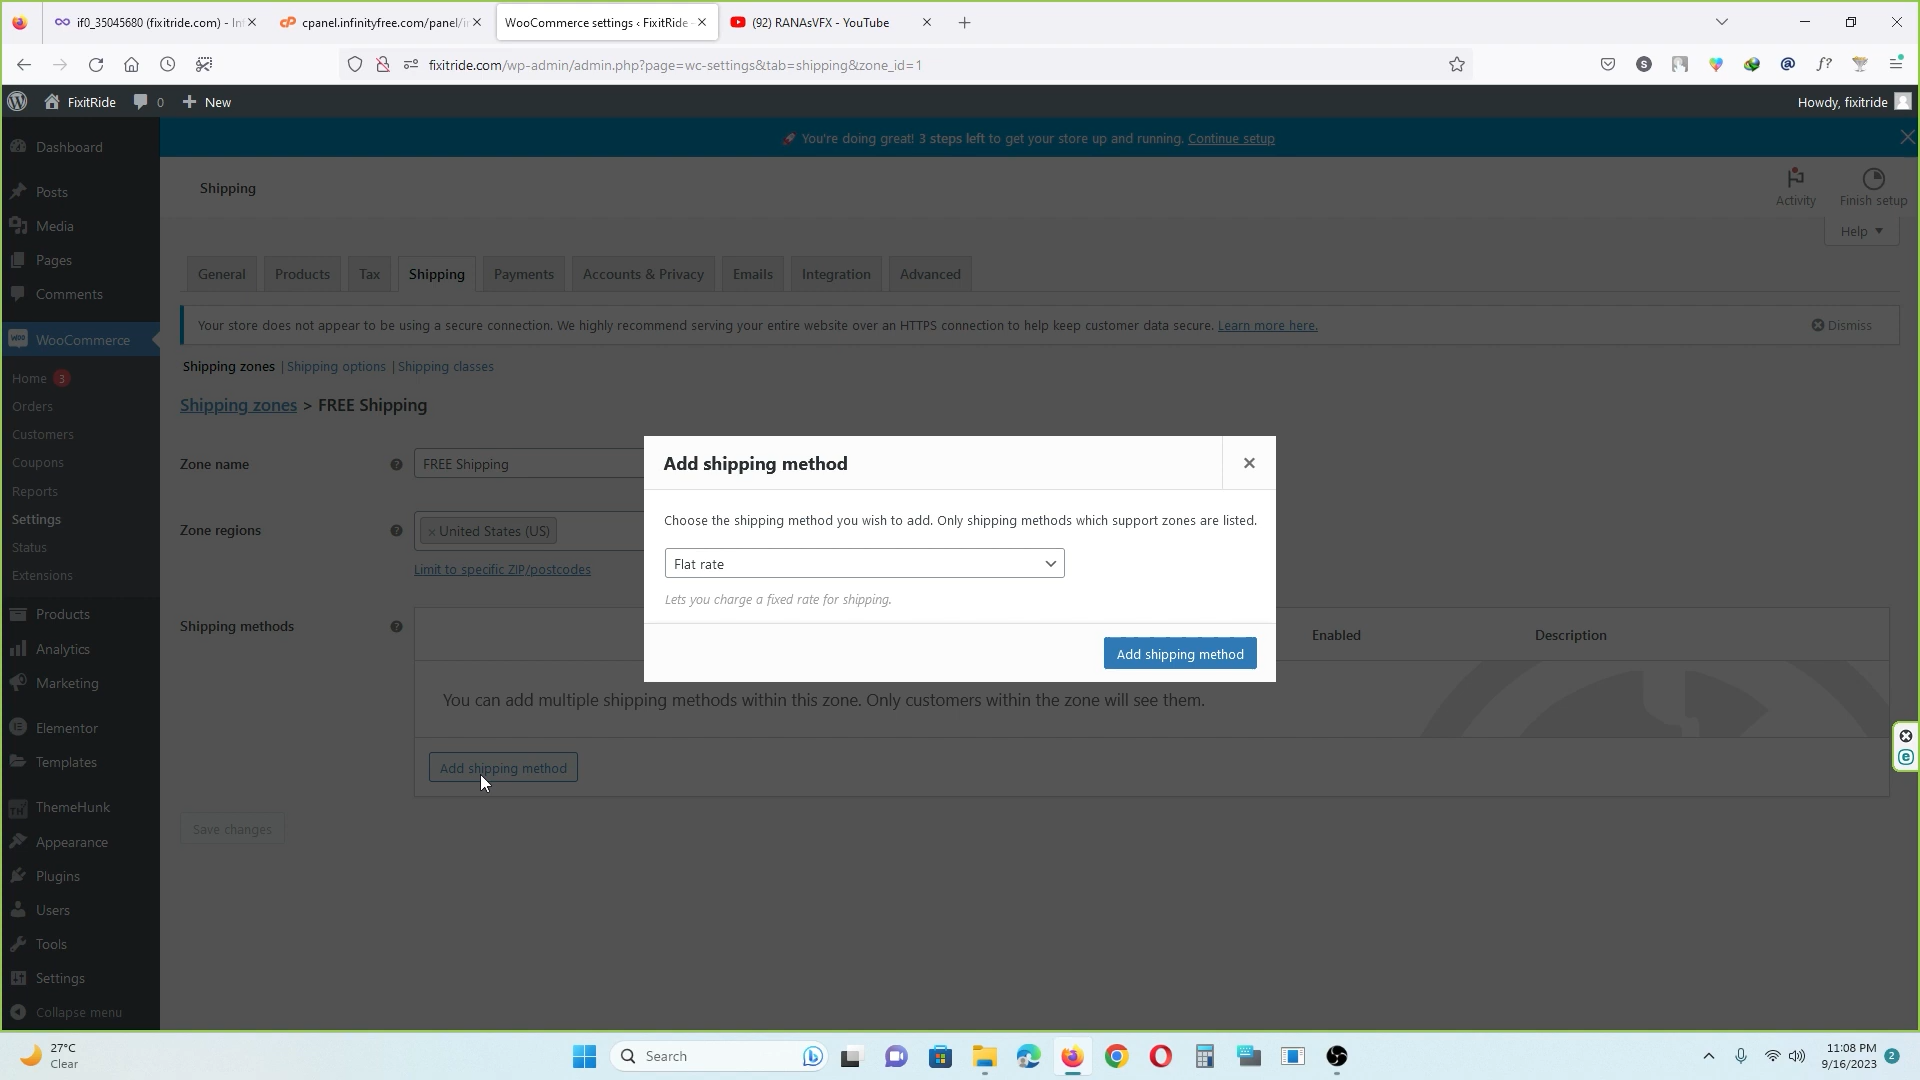 if0_35045680 (fixitride.com) - In
cpanel.infinityfree.com/panel/i
WooCommerce settings ‹ FixitRide -
(92) RANAsVFX - YouTube
fixitride.com/wp-admin/admin.php?page=wc-settings&tab=shipping&zone_id=1
FixitRide
0
New
Howdy, fixitride
Dashboard
Posts
Media
Pages
Comments
WooCommerce
Home 3
Orders
Customers
Coupons
Reports
Settings
Status
Extensions
Products
Analytics
Marketing
Elementor
Templates
ThemeHunk
Appearance
Plugins
Users
Tools
Settings
Collapse menu
You're doing great! 3 steps left to get your store up and running. Continue setup
Shipping
Activity
Finish setup
Help
General
Products
Tax
Shipping
Payments
Accounts & Privacy
Emails
Integration
Advanced
Your store does not appear to be using a secure connection. We highly recommend serving your entire website over an HTTPS connection to help keep customer data secure. Learn more here.
Dismiss
Shipping zones | Shipping options | Shipping classes
Shipping zones > FREE Shipping
Zone name
FREE Shipping
Zone regions
× United States (US)
Limit to specific ZIP/postcodes
Shipping methods
Enabled
Description
You can add multiple shipping methods within this zone. Only customers within the zone will see them.
Add shipping method
Save changes
Add shipping method
Choose the shipping method you wish to add. Only shipping methods which support zones are listed.
Flat rate
Lets you charge a fixed rate for shipping.
Add shipping method
27°C
Clear
Search
11:08 PM
9/16/2023
2